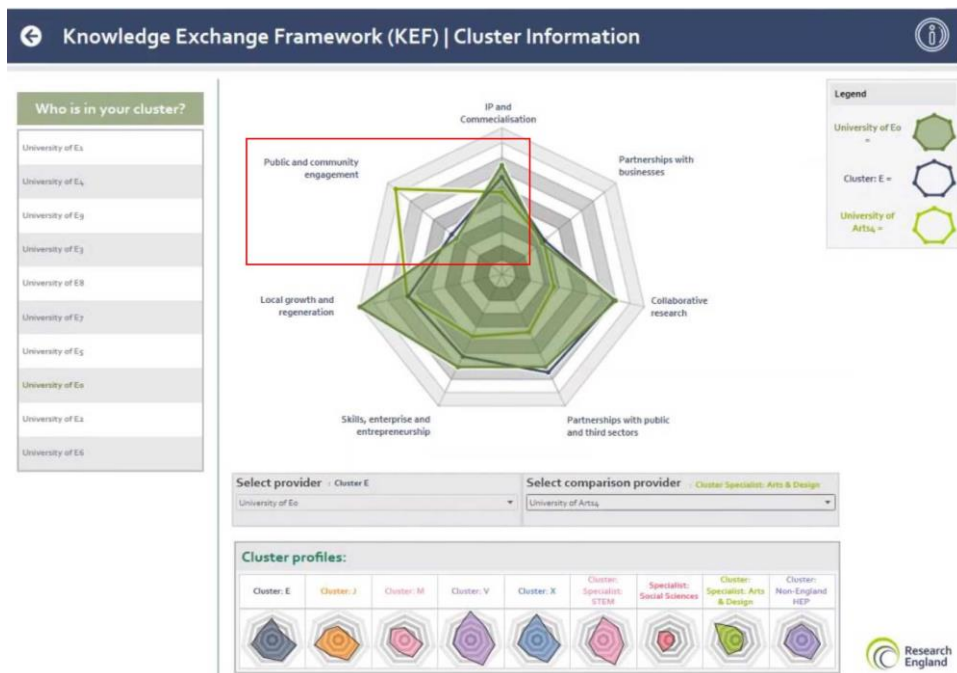 Knowledge Exchange Framework (KEF) | Cluster Information
Who is in your cluster?
University of E1
University of E4
University of E9
University of E3
University of E8
University of E7
University of E5
University of E0
University of E2
University of E6
IP and
Commecialisation
Public and community
engagement
Partnerships with
businesses
Local growth and
regeneration
Collaborative
research
Skills, enterprise and
entrepreneurship
Partnerships with public
and third sectors
Legend
University of E0
=
Cluster: E =
University of
Arts4 =
Select provider : Cluster E
University of E0
Select comparison provider : Cluster Specialist: Arts & Design
University of Arts4
Cluster profiles:
Cluster: E
Cluster: J
Cluster: M
Cluster: V
Cluster: X
Cluster:
Specialist:
STEM
Specialist:
Social Sciences
Cluster:
Specialist: Arts
& Design
Cluster:
Non-England
HEP
Research
England